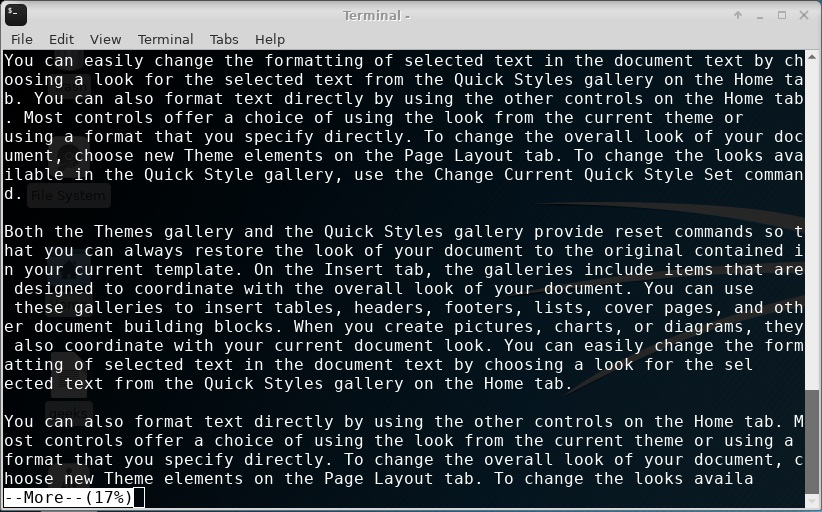 Terminal -
File Edit View Terminal Tabs Help
You can easily change the formatting of selected text in the document text by ch
oosing a look for the selected text from the Quick Styles gallery on the Home ta
b. You can also format text directly by using the other controls on the Home tab
. Most controls offer a choice of using the look from the current theme or
using a format that you specify directly. To change the overall look of your doc
ument, choose new Theme elements on the Page Layout tab. To change the looks ava
ilable in the Quick Style gallery, use the Change Current Quick Style Set comman
d.
File System
Both the Themes gallery and the Quick Styles gallery provide reset commands so t
hat you can always restore the look of your document to the original contained i
n your current template. On the Insert tab, the galleries include items that are
 designed to coordinate with the overall look of your document. You can use
 these galleries to insert tables, headers, footers, lists, cover pages, and oth
er document building blocks. When you create pictures, charts, or diagrams, they
 also coordinate with your current document look. You can easily change the form
atting of selected text in the document text by choosing a look for the sel
ected text from the Quick Styles gallery on the Home tab.
geeks
You can also format text directly by using the other controls on the Home tab. M
ost controls offer a choice of using the look from the current theme or using a
format that you specify directly. To change the overall look of your document, c
hoose new Theme elements on the Page Layout tab. To change the looks availa
--More--(17%)